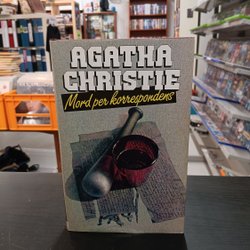 AGATHA
CHRISTIE
Mord per korrespondens